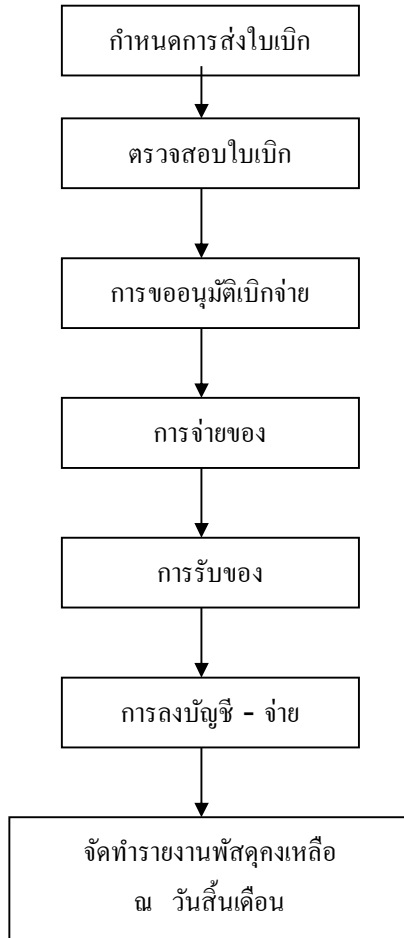 กำหนดการส่งใบเบิก
ตรวจสอบใบเบิก
การขออนุมัติเบิกจ่าย
การจ่ายของ
การรับของ
การลงบัญชี - จ่าย
จัดทำรายงานพัสดุคงเหลือ
ณ วันสิ้นเดือน